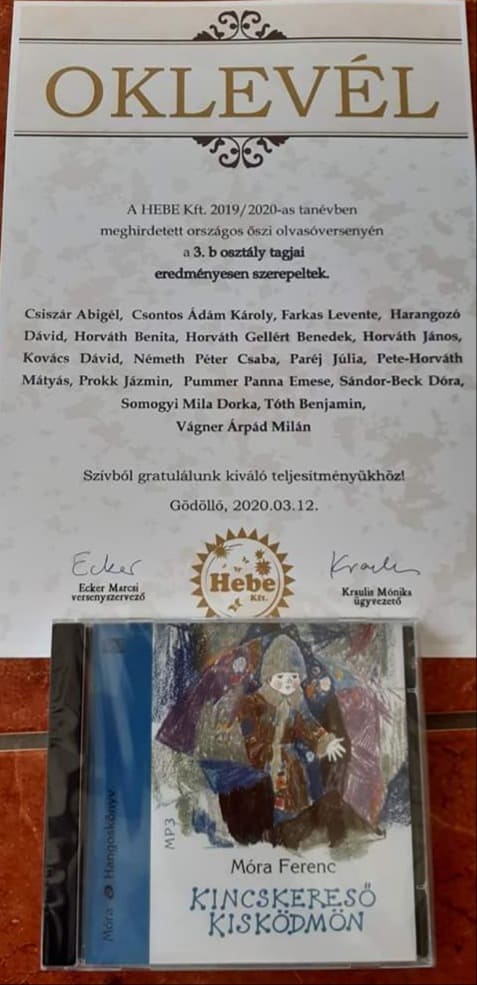 OKLEVÉL
A HEBE Kft. 2019/2020-as tanévben
meghirdetett országos őszi olvasóversenyén
a 3. b osztály tagjai
eredményesen szerepeltek.
Csiszár Abigél, Csontos Ádám Károly, Farkas Levente, Harangozó
Dávid, Horváth Benita, Horváth Gellért Benedek, Horváth János,
Kovács Dávid, Németh Péter Csaba, Paréj Júlia, Pete-Horváth
Mátyás, Prokk Jázmin, Pummer Panna Emese, Sándor-Beck Dóra,
Somogyi Mila Dorka, Tóth Benjamin,
Vágner Árpád Milán
Szívből gratulálunk kiváló teljesítményükhöz!
Gödöllő, 2020.03.12.
Ecker
Ecker Marcsi
versenyszervező
Hebe
Kft.
Kraulis
Kraulis Mónika
ügyvezető
Móra Hangoskönyv
MP3
Móra Ferenc
KINCSKERESŐ
KISKÖDMÖN